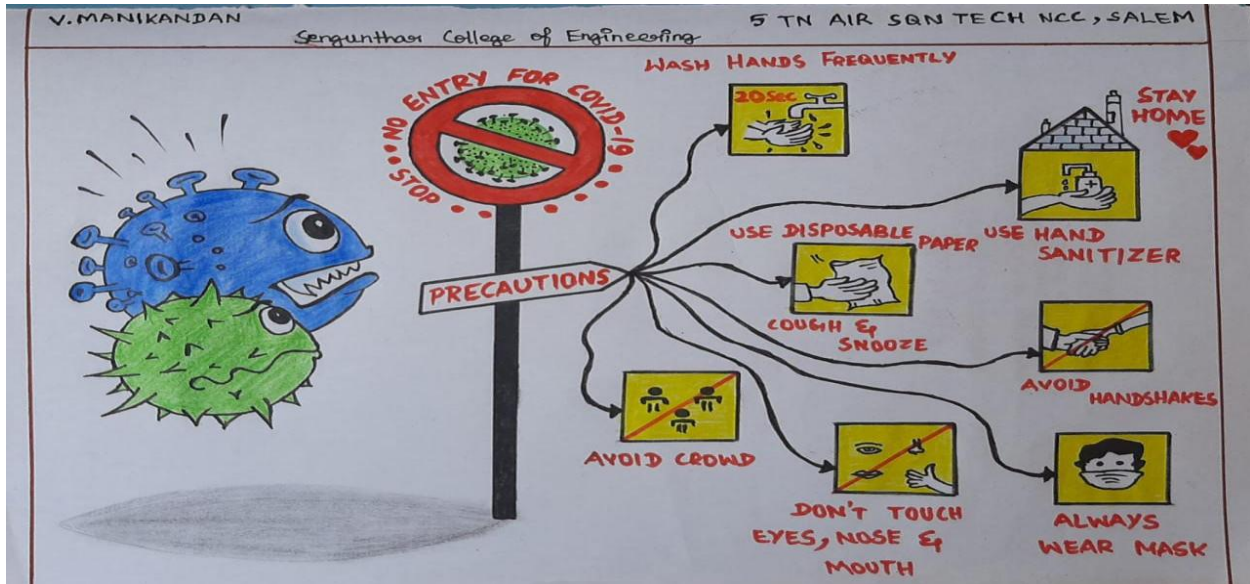 V. MANIKANDAN
5 TN AIR SQN TECH NCC, SALEM
Sengunthar College of Engineering
STOP NO ENTRY FOR COVID-19
PRECAUTIONS
WASH HANDS FREQUENTLY
20 Sec
STAY
HOME
USE HAND
SANITIZER
USE DISPOSABLE PAPER
COUGH &
SNOOZE
AVOID HANDSHAKES
AVOID CROWD
DON'T TOUCH
EYES, NOSE &
MOUTH
ALWAYS
WEAR MASK